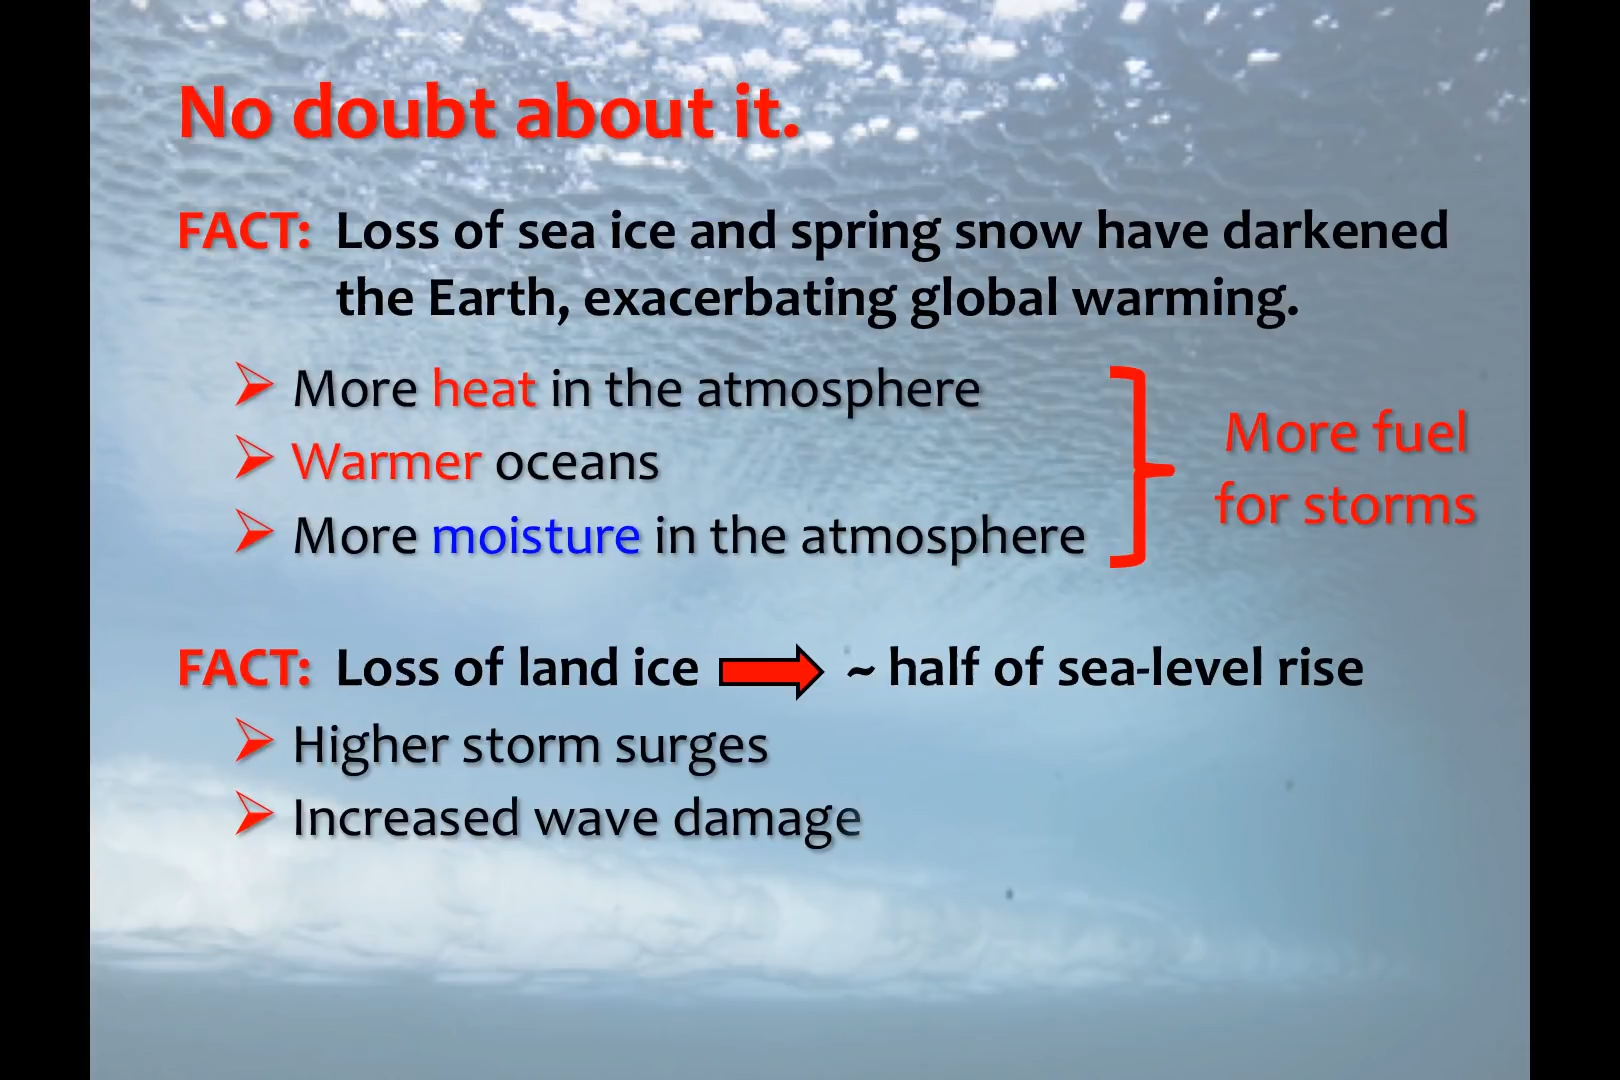 No doubt about it.
FACT: Loss of sea ice and spring snow have darkened
the Earth, exacerbating global warming.
More heat in the atmosphere
Warmer oceans
More moisture in the atmosphere
More fuel
for storms
FACT: Loss of land ice ~ half of sea-level rise
Higher storm surges
Increased wave damage